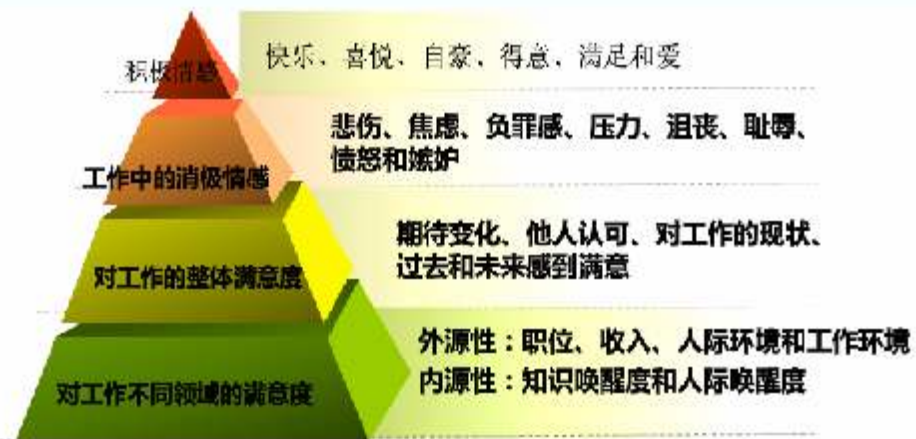 积极情感
快乐、喜悦、自豪、得意、满足和爱
悲伤、焦虑、负罪感、压力、沮丧、耻辱、
愤怒和嫉妒
工作中的消极情感
期待变化、他人认可、对工作的现状、
过去和未来感到满意
对工作的整体满意度
外源性：职位、收入、人际环境和工作环境
内源性：知识唤醒度和人际唤醒度
对工作不同领域的满意度